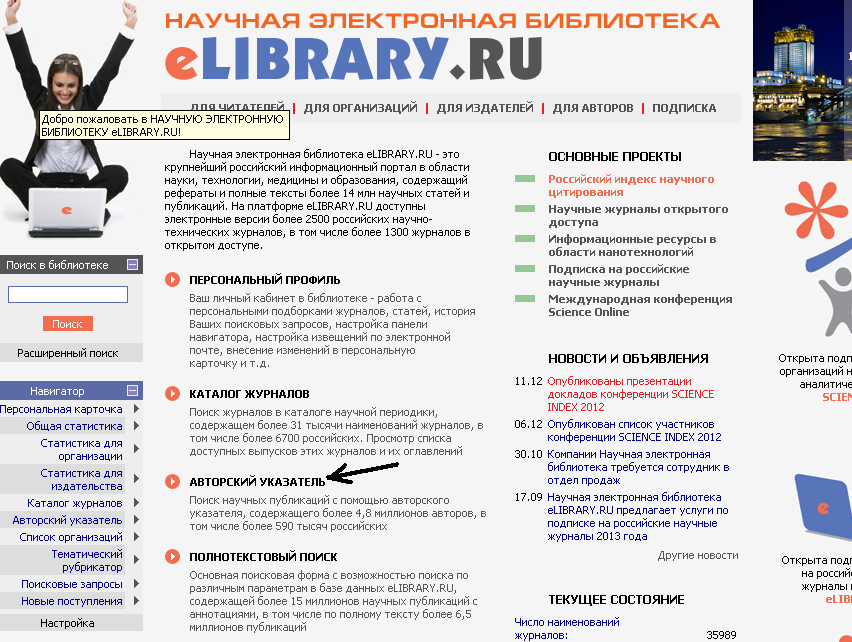 НАУЧНАЯ ЭЛЕКТРОННАЯ БИБЛИОТЕКА
eLIBRARY.RU
ДЛЯ ЧИТАТЕЛЕЙ | ДЛЯ ОРГАНИЗАЦИЙ | ДЛЯ ИЗДАТЕЛЕЙ | ДЛЯ АВТОРОВ | ПОДПИСКА
Добро пожаловать в НАУЧНУЮ ЭЛЕКТРОННУЮ
БИБЛИОТЕКУ eLIBRARY.RU!
e
Поиск в библиотеке
Поиск
Расширенный поиск
Навигатор
Персональная карточка
Общая статистика
Статистика для
организации
Статистика для
издательства
Каталог журналов
Авторский указатель
Список организаций
Тематический
рубрикатор
Поисковые запросы
Новые поступления
Настройка
Научная электронная библиотека eLIBRARY.RU - это
крупнейший российский информационный портал в области
науки, технологии, медицины и образования, содержащий
рефераты и полные тексты более 14 млн научных статей и
публикаций. На платформе eLIBRARY.RU доступны
электронные версии более 2500 российских научно-
технических журналов, в том числе более 1300 журналов в
открытом доступе.
ПЕРСОНАЛЬНЫЙ ПРОФИЛЬ
Ваш личный кабинет в библиотеке - работа с
персональными подборками журналов, статей, история
Ваших поисковых запросов, настройка панели
навигатора, настройка извещений по электронной
почте, внесение изменений в персональную
карточку и т.д.
КАТАЛОГ ЖУРНАЛОВ
Поиск журналов в каталоге научной периодики,
содержащем более 31 тысячи наименований журналов, в
том числе более 6700 российских. Просмотр списка
доступных выпусков этих журналов и их оглавлений
АВТОРСКИЙ УКАЗАТЕЛЬ
Поиск научных публикаций с помощью авторского
указателя, содержащего более 4,8 миллионов авторов, в
том числе более 590 тысяч российских
ПОЛНОТЕКСТОВЫЙ ПОИСК
Основная поисковая форма с возможностью поиска по
различным параметрам в базе данных eLIBRARY.RU,
содержащей более 15 миллионов научных публикаций с
аннотациями, в том числе по полному тексту более 6,5
миллионов публикаций
ОСНОВНЫЕ ПРОЕКТЫ
Российский индекс научного
цитирования
Научные журналы открытого
доступа
Информационные ресурсы в
области нанотехнологий
Подписка на российские
научные журналы
Международная конференция
Science Online
НОВОСТИ И ОБЪЯВЛЕНИЯ
11.12 Опубликованы презентации
докладов конференции SCIENCE
INDEX 2012
06.12 Опубликован список участников
конференции SCIENCE INDEX 2012
30.10 Компании Научная электронная
библиотека требуется сотрудник в
отдел продаж
17.09 Научная электронная библиотека
eLIBRARY.RU предлагает услуги по
подписке на российские научные
журналы 2013 года
Другие новости
ТЕКУЩЕЕ СОСТОЯНИЕ
Число наименований
журналов: 35989
Открыта подп
организаций н
аналитиче
SCIEN
e
Открыта подп
на россий
журналы
eLIB